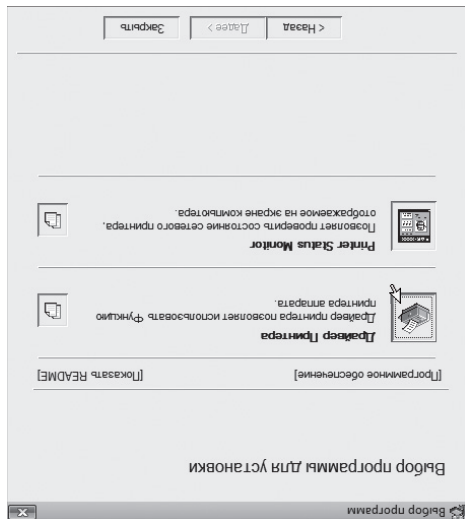 Выбор программы
Выбор программы для установки
[Программное обеспечение] [Показать README]
Драйвер Принтера
Драйвер принтера позволяет использовать Функцию
принтера аппарата.
Printer Status Monitor
Позволяет проверить состояние сетевого принтера,
отображаемое на экране компьютера.
< Назад Далее > Закрыть